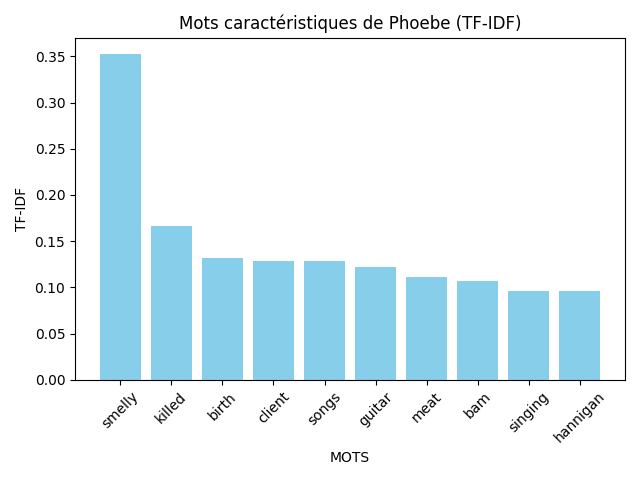 Mots caractéristiques de Phoebe (TF-IDF)
TF-IDF
0.35
0.30
0.25
0.20
0.15
0.10
0.05
0.00
smelly
killed
birth
client
songs
guitar
meat
bam
singing
hannigan
MOTS